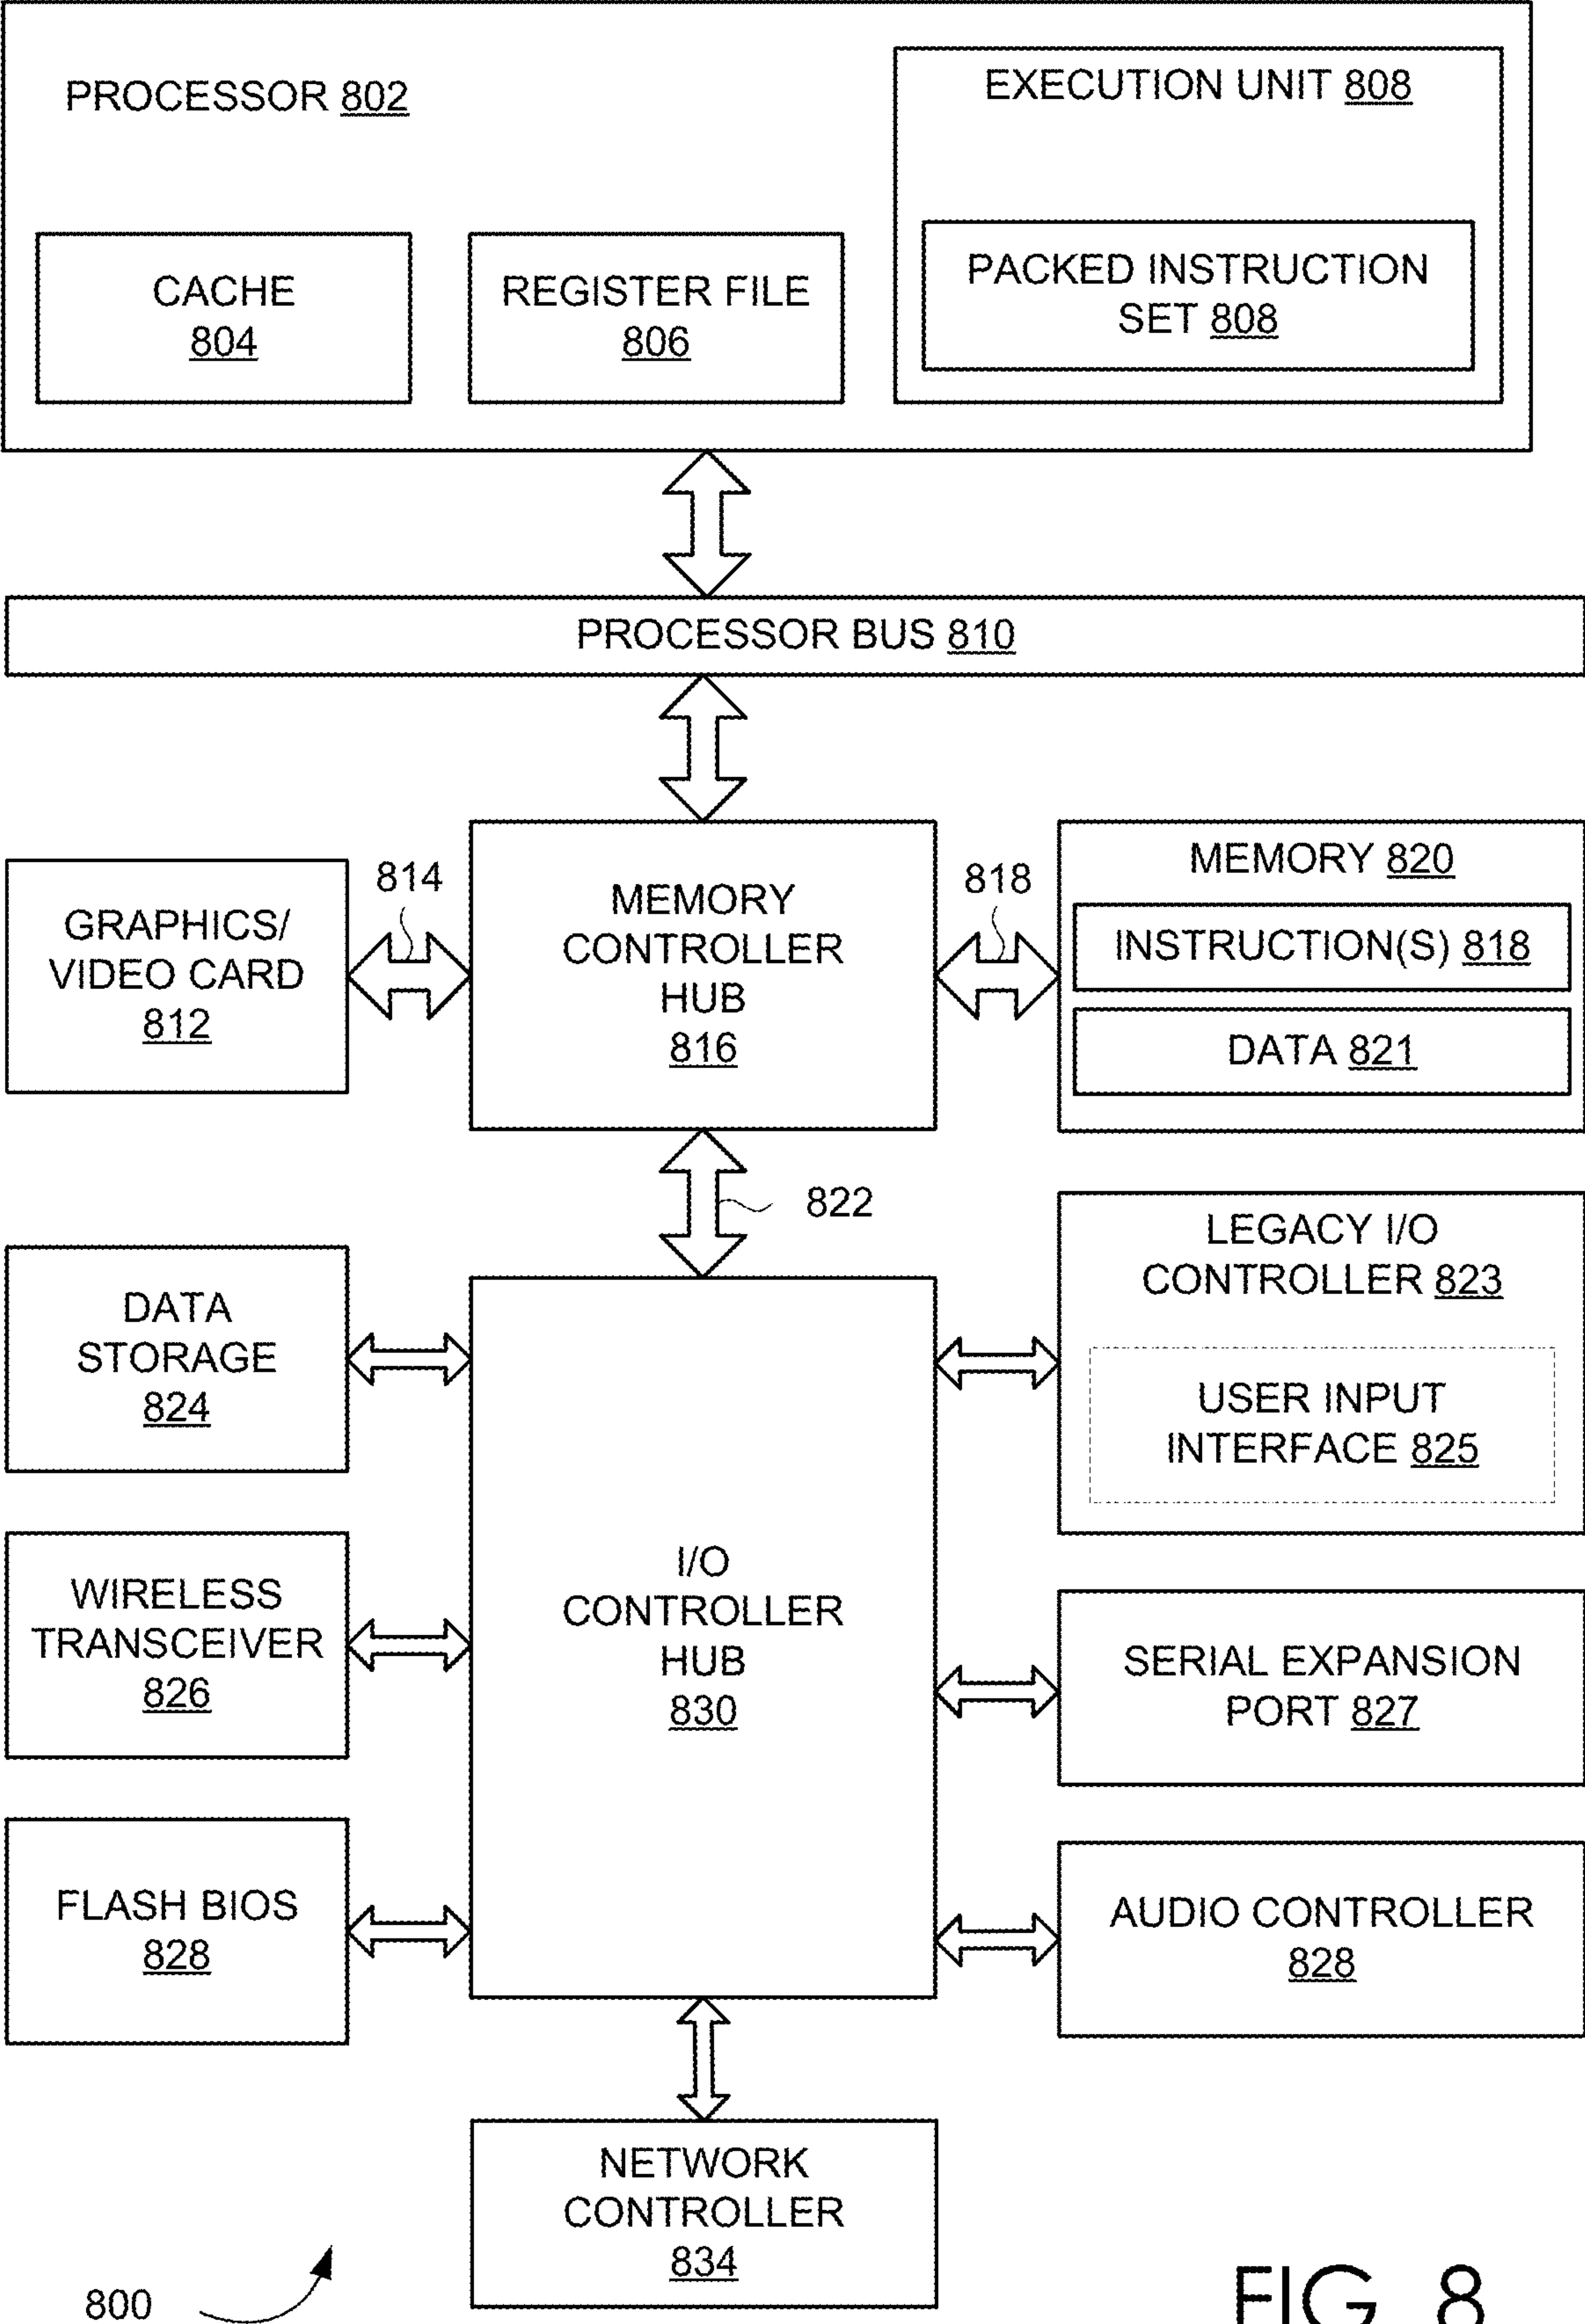 PROCESSOR 802
EXECUTION UNIT 808
CACHE
804
REGISTER FILE
806
PACKED INSTRUCTION
SET 808
PROCESSOR BUS 810
GRAPHICS/
VIDEO CARD
812
814
MEMORY
CONTROLLER
HUB
816
818
MEMORY 820
INSTRUCTION(S) 818
DATA 821
822
DATA
STORAGE
824
LEGACY I/O
CONTROLLER 823
USER INPUT
INTERFACE 825
WIRELESS
TRANSCEIVER
826
I/O
CONTROLLER
HUB
830
SERIAL EXPANSION
PORT 827
FLASH BIOS
828
AUDIO CONTROLLER
828
NETWORK
CONTROLLER
834
800
FIG. 8